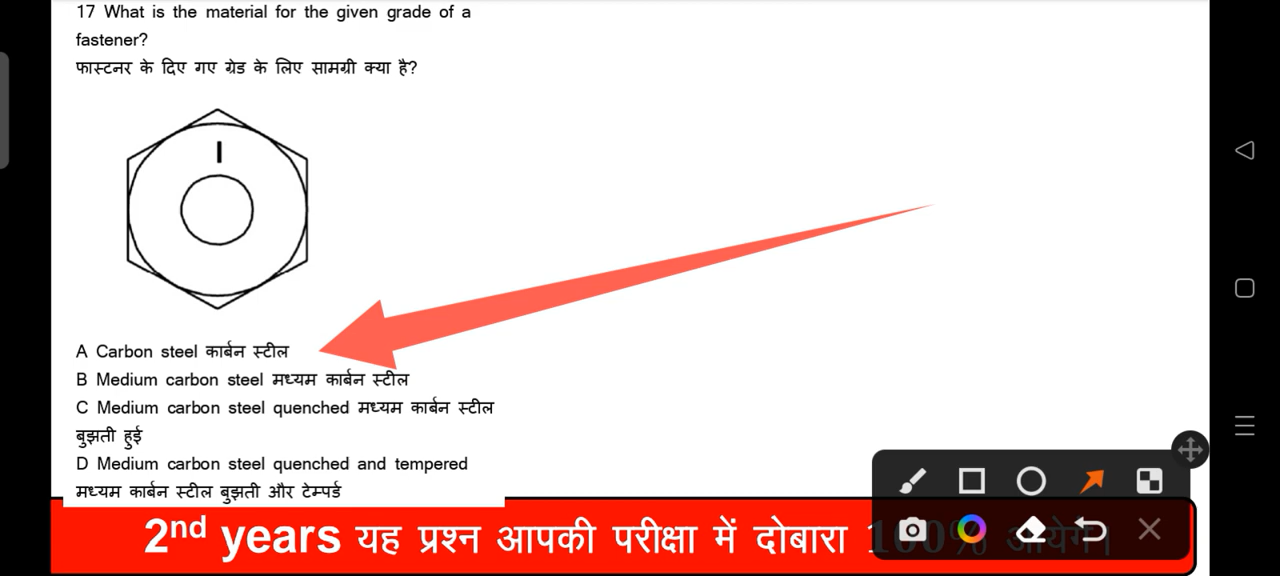 17 What is the material for the given grade of a
fastener?
फास्टनर के दिए गए ग्रेड के लिए सामग्री क्या है?
A Carbon steel कार्बन स्टील
B Medium carbon steel मध्यम कार्बन स्टील
C Medium carbon steel quenched मध्यम कार्बन स्टील
बुझती हुई
D Medium carbon steel quenched and tempered
मध्यम कार्बन स्टील बुझती और टेम्पर्ड
2nd years यह प्रश्न आपकी परीक्षा में दोबारा 100% आयेगे।